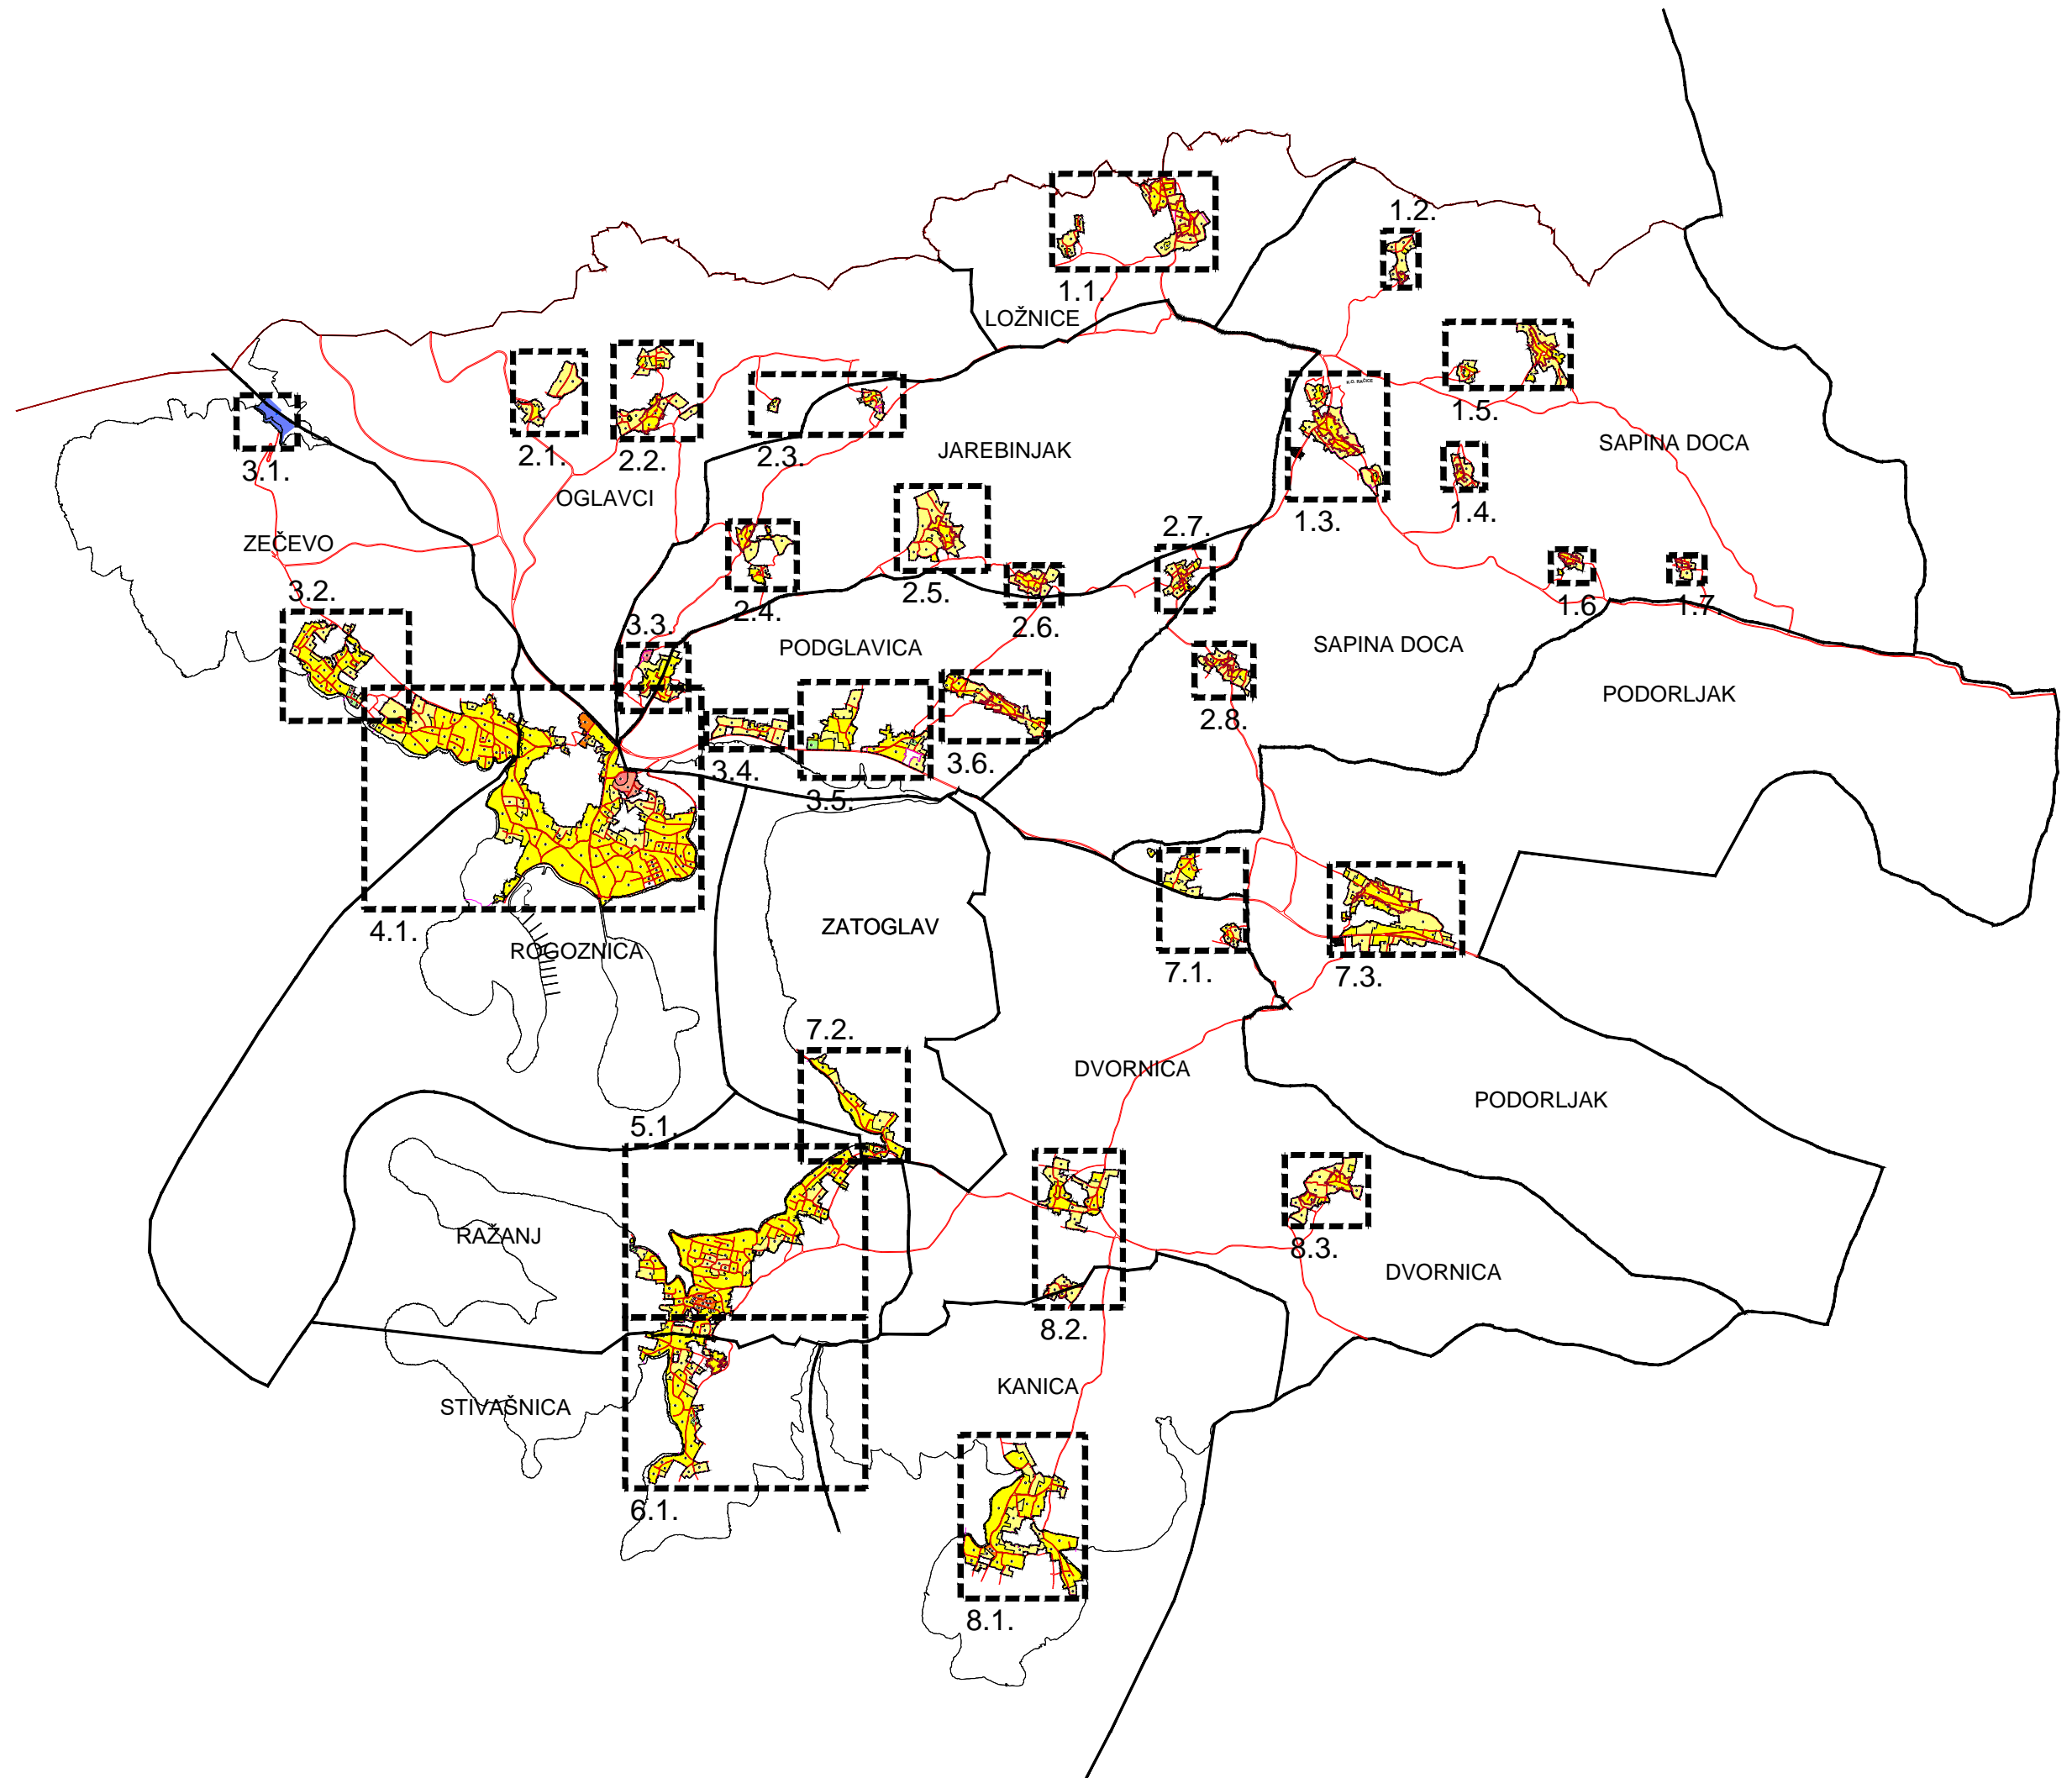 1.2.
1.1.
LOŽNICE
K.O. RAČICE
1.5.
SAPINA DOCA
2.1.
2.2.
2.3.
JAREBINJAK
3.1.
OGLAVCI
1.3.
1.4.
2.7.
ZEČEVO
3.2.
2.4.
2.5.
2.6.
1.6
1.7
3.3.
PODGLAVICA
SAPINA DOCA
PODORLJAK
2.8.
3.4.
3.5.
3.6.
4.1.
ROGOZNICA
ZATOGLAV
7.1.
7.3.
7.2.
DVORNICA
PODORLJAK
5.1.
RAŽANJ
8.3.
DVORNICA
8.2.
KANICA
STIVAŠNICA
6.1.
8.1.